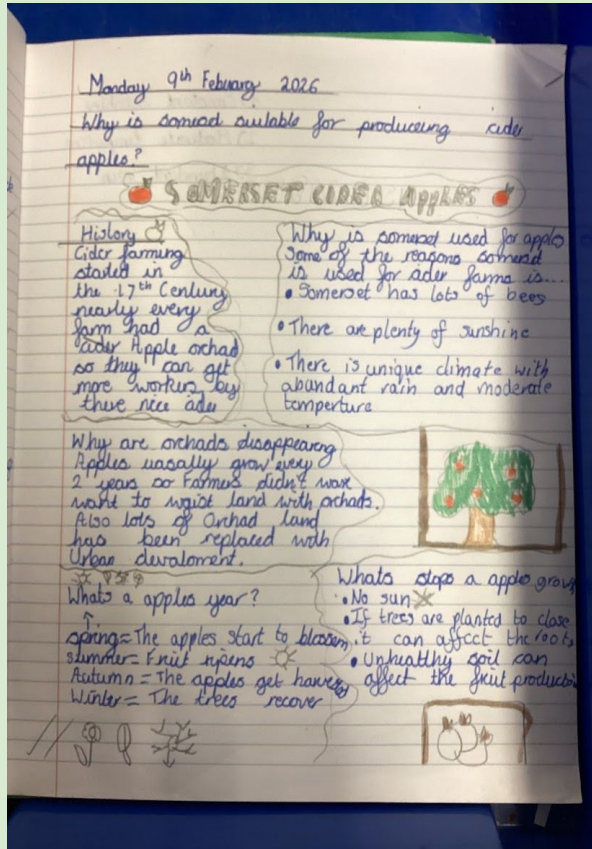 Monday 9th Febuary 2026
Why is somerset suitable for produceing cider
apples?
SOMERSET CIDER APPLES
History
Cider farming
started in
the 17th Century
nearly every
farm had a
cider Apple orchad
so they can get
more workers by
there nice cider
Why is somerset used for apples
Some of the reasons somerset
is used for cider farms is...
• Somerset has lots of bees
• There are plenty of sunshine
• There is unique climate with
abundant rain and moderate
temperture
Why are orchads disappearing
Apples uasally grow every
2 years so Farmers didn't
want to waist land with orchads.
Also lots of Orchad land
has been replaced with
Urban devaloment.
Whats a apples year?
spring = The apples start to blossom
summer = Fruit ripens
Autumn = The apples get harvested
Winter = The trees recover
Whats stops a apple grow
• No sun
• If trees are planted to close
it can affect the roots
• Unhealthy soil can
affect the fruit production